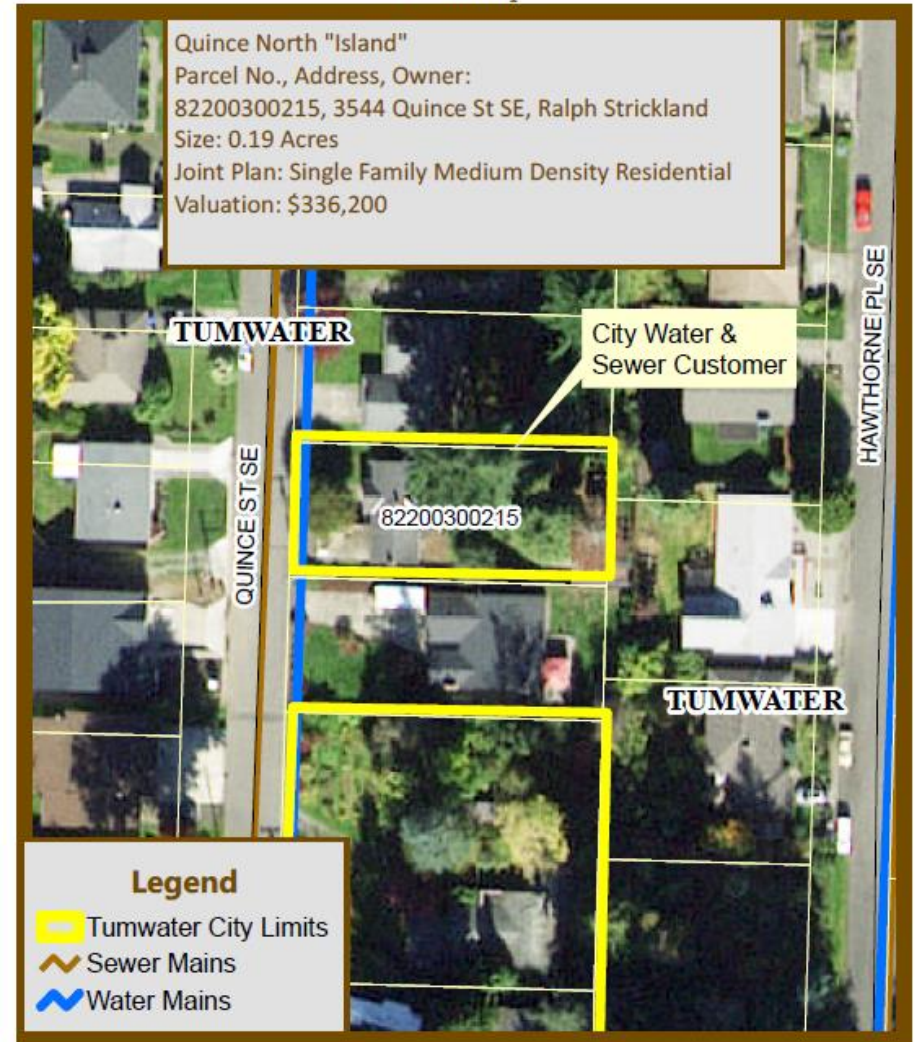 Quince North "Island"
Parcel No., Address, Owner:
82200300215, 3544 Quince St SE, Ralph Strickland
Size: 0.19 Acres
Joint Plan: Single Family Medium Density Residential
Valuation: $336,200
TUMWATER
City Water &
Sewer Customer
HAWTHORNE PL SE
QUINCE ST SE
82200300215
TUMWATER
Legend
Tumwater City Limits
Sewer Mains
Water Mains